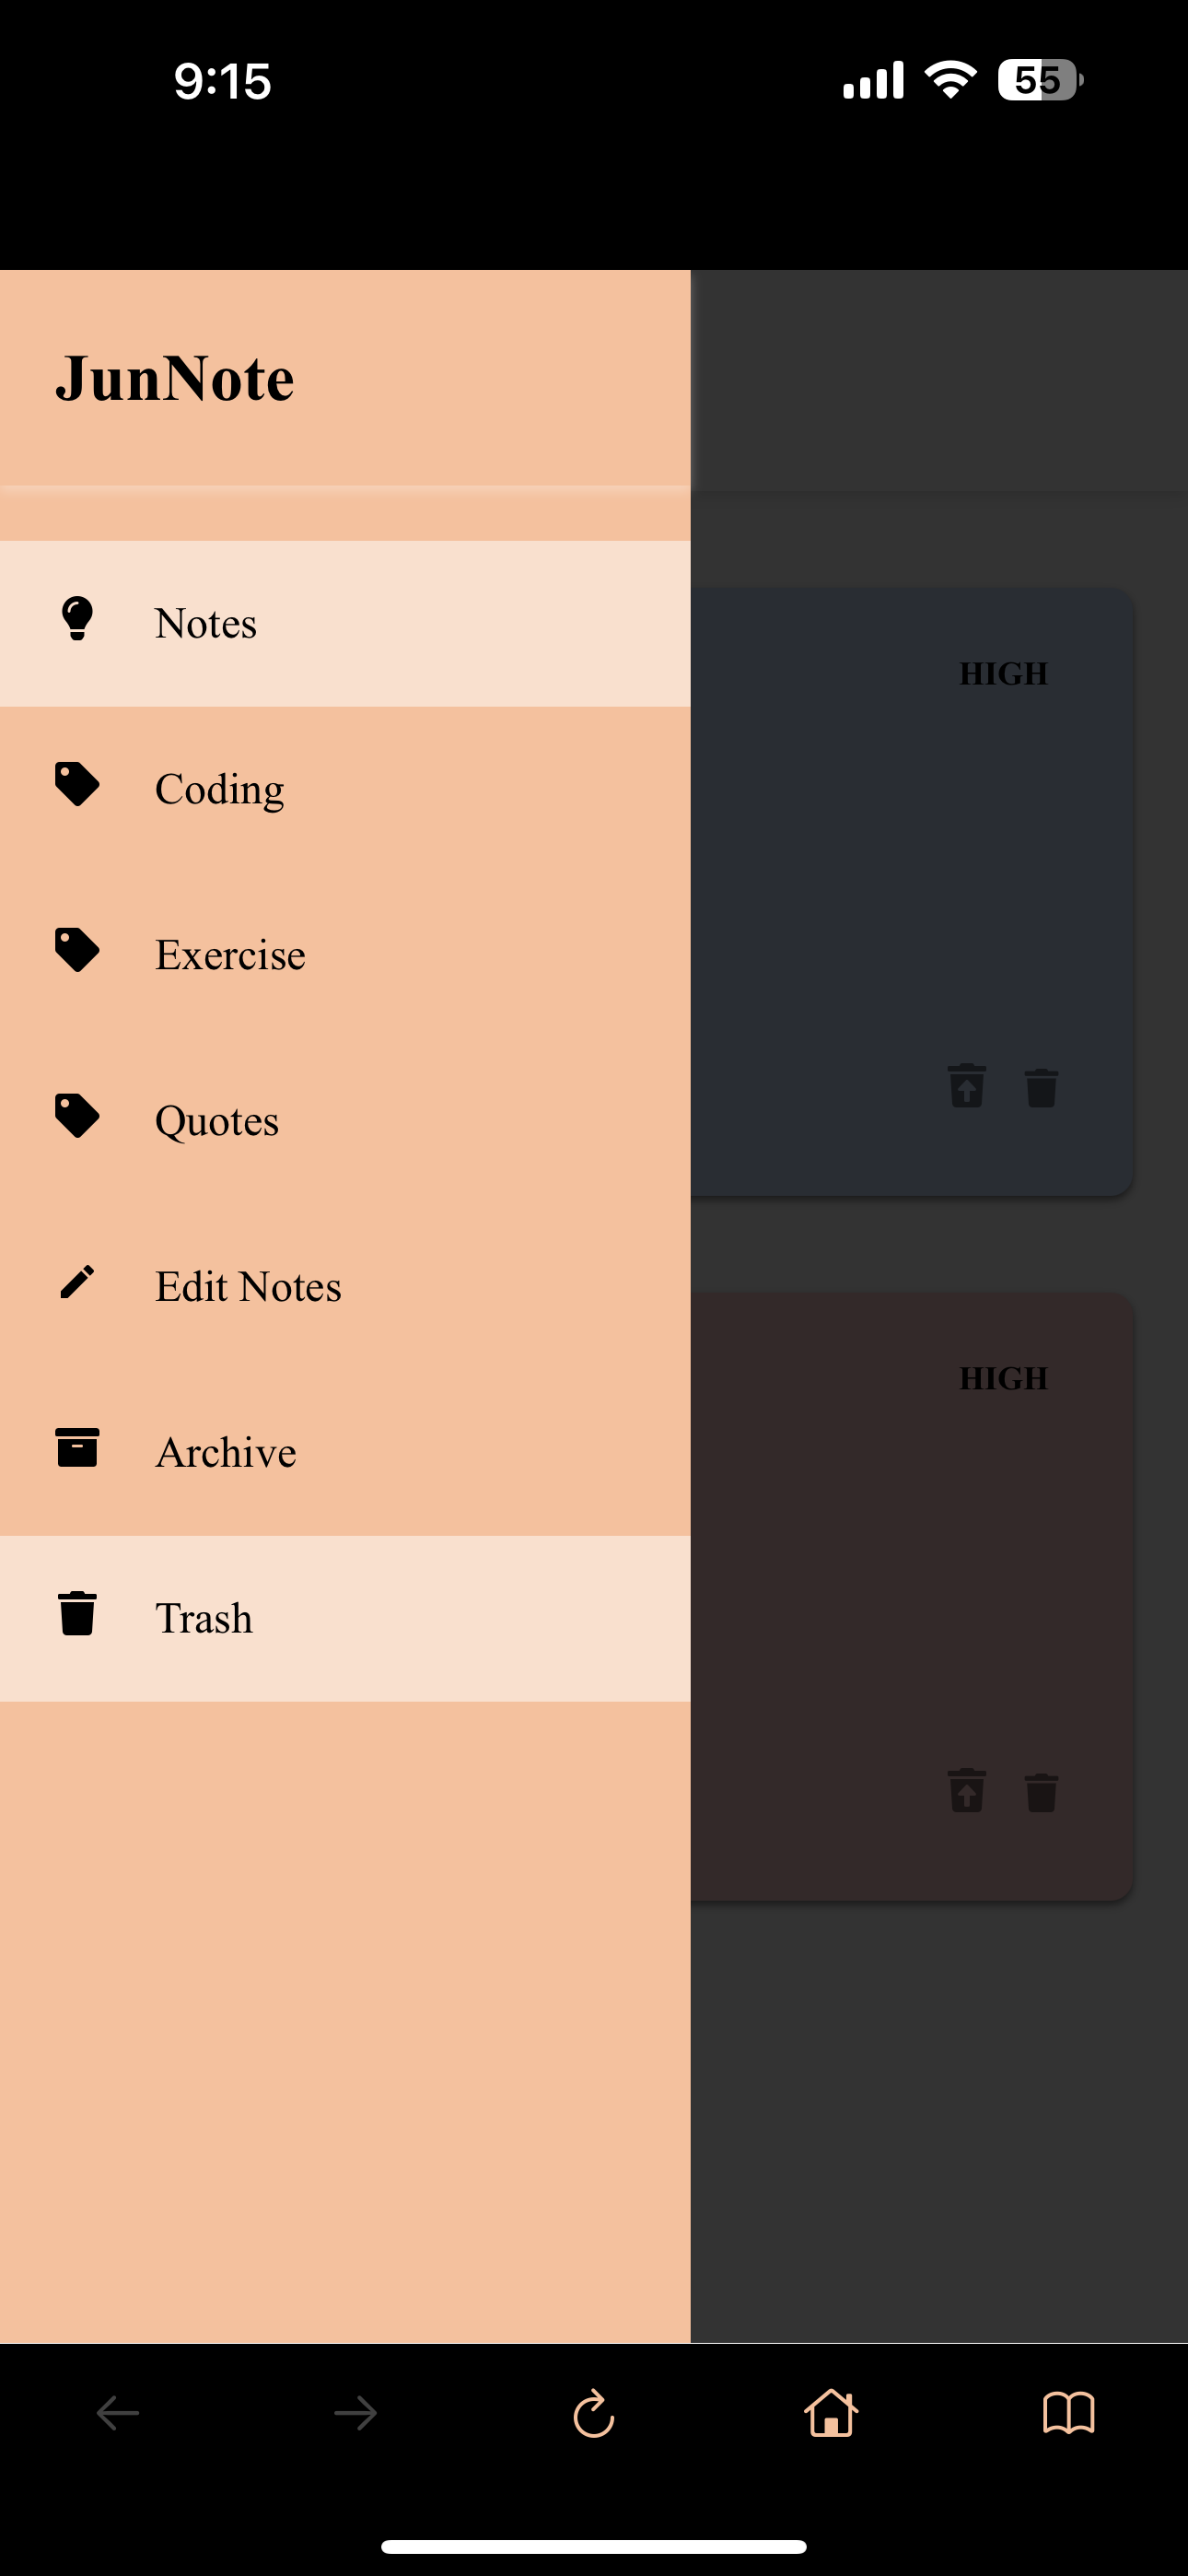 9:15
55
JunNote
Notes
HIGH
Coding
Exercise
Quotes
Edit Notes
HIGH
Archive
Trash